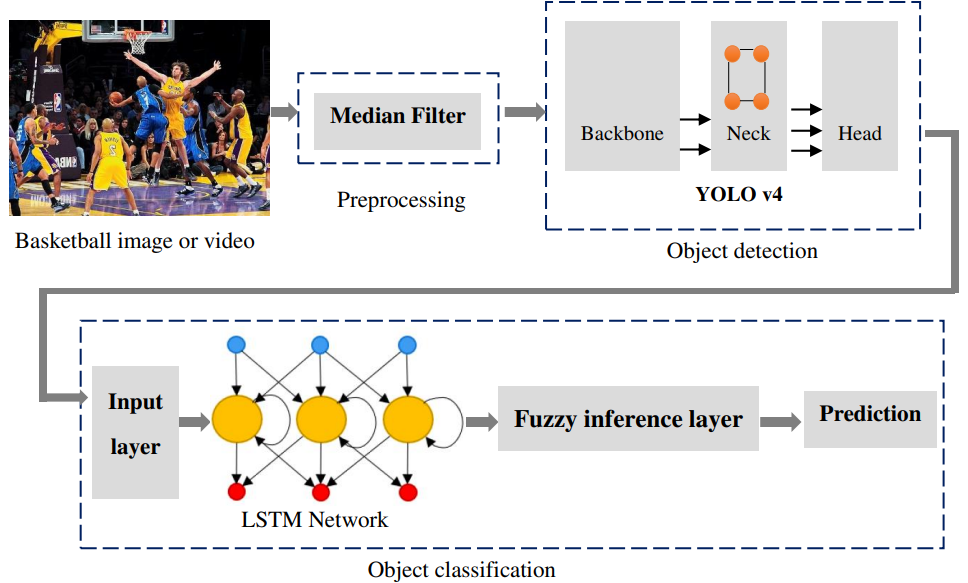 Basketball image or video
Median Filter
Preprocessing
Backbone
Neck
Head
YOLO v4
Object detection
Input
layer
LSTM Network
Fuzzy inference layer
Prediction
Object classification